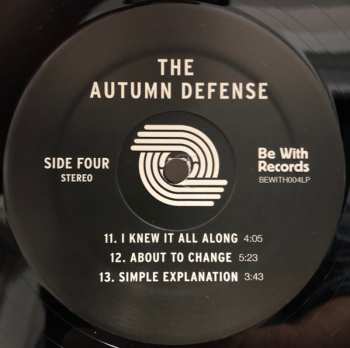 THE
AUTUMN DEFENSE
SIDE FOUR
STEREO
Be With
Records
BEWITH004LP
11. I KNEW IT ALL ALONG 4:05
12. ABOUT TO CHANGE 5:23
13. SIMPLE EXPLANATION 3:43